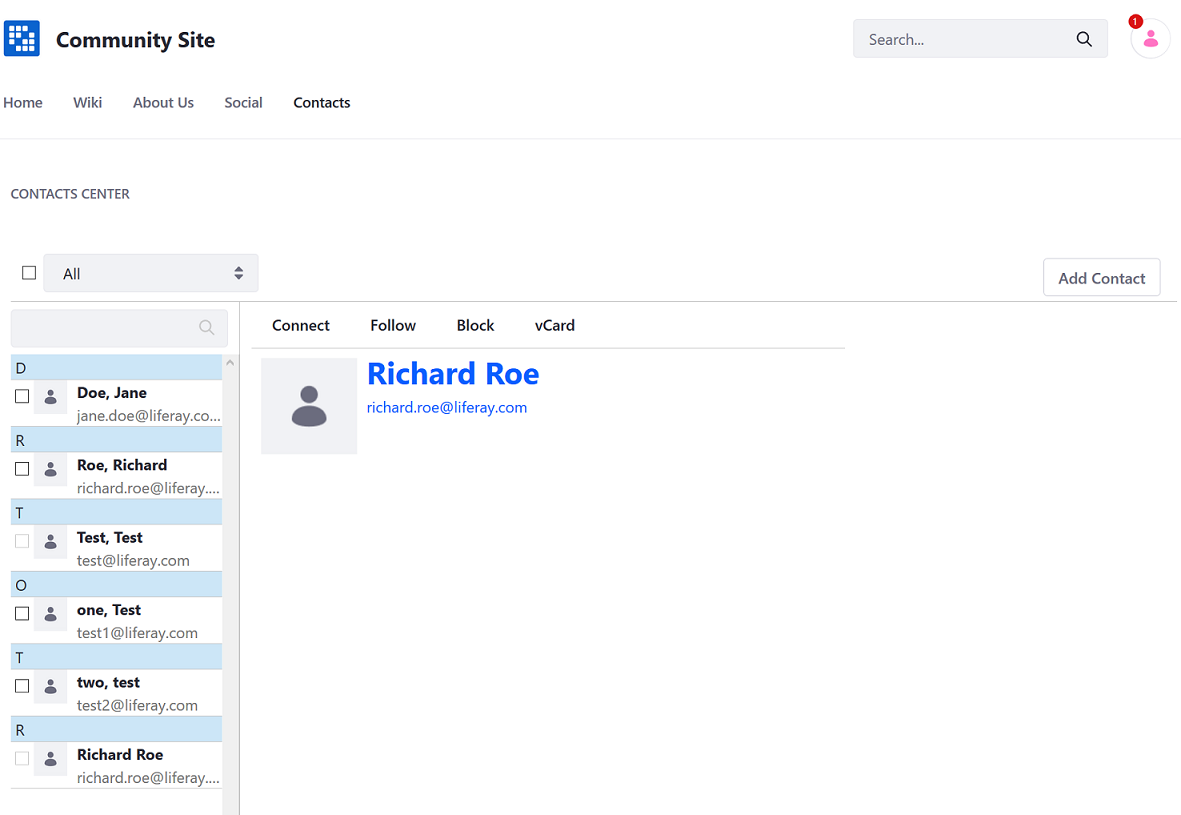 Community Site
Search...
1
Home Wiki About Us Social Contacts
CONTACTS CENTER
All
Add Contact
Connect Follow Block vCard
D
Doe, Jane
jane.doe@liferay.co...
R
Roe, Richard
richard.roe@liferay....
T
Test, Test
test@liferay.com
O
one, Test
test1@liferay.com
T
two, test
test2@liferay.com
R
Richard Roe
richard.roe@liferay....
Richard Roe
richard.roe@liferay.com